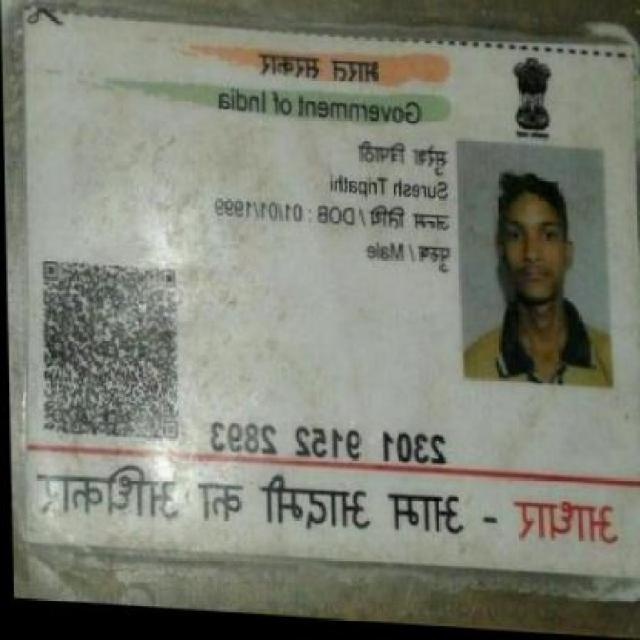 भारत सरकार
Government of India
सुरेश त्रिपाठी
Suresh Tripathi
जन्म तिथि / DOB : 01/01/1999
पुरुष / Male
2301 9152 2893
आधार - आम आदमी का अधिकार